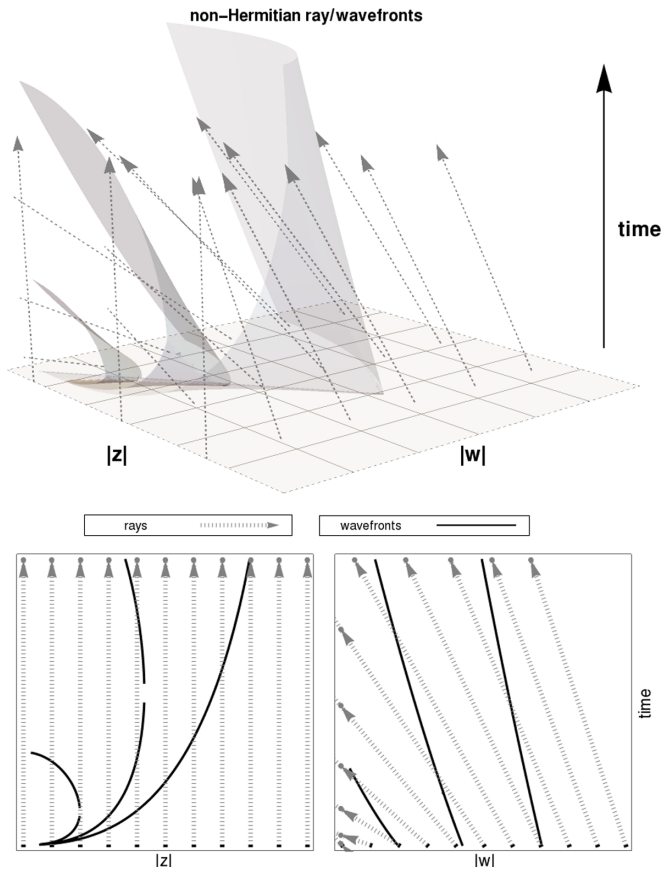 non–Hermitian ray/wavefronts
time
|z|
|w|
rays
wavefronts
time
|z|
|w|